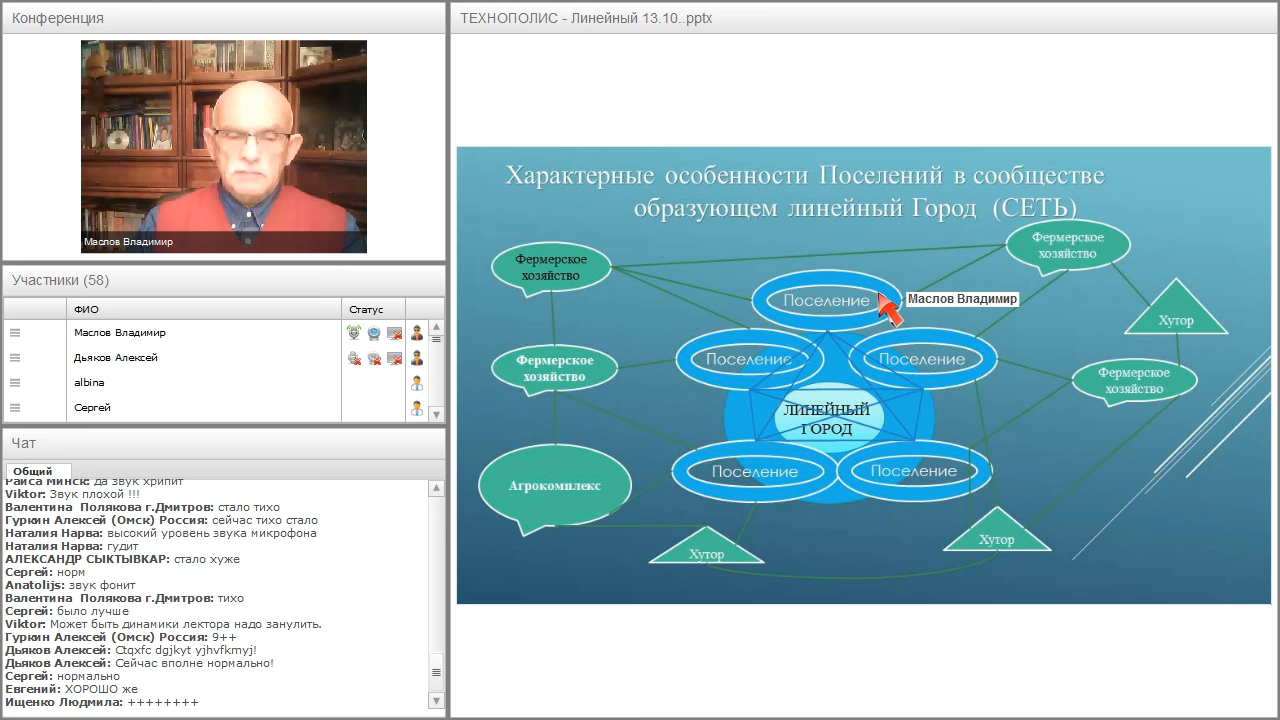 Конференция
Маслов Владимир
Участники (58)
ФИО
Статус
Маслов Владимир
Дьяков Алексей
albina
Сергей
Чат
Общий
Раиса Минск: да звук хрипит
Viktor: Звук плохой !!!
Валентина Полякова г.Дмитров: стало тихо
Гуркин Алексей (Омск) Россия: сейчас тихо стало
Наталия Нарва: высокий уровень звука микрофона
Наталия Нарва: гудит
АЛЕКСАНДР СЫКТЫВКАР: стало хуже
Сергей: норм
Anatolijs: звук фонит
Валентина Полякова г.Дмитров: тихо
Сергей: было лучше
Viktor: Может быть динамики лектора надо занулить.
Гуркин Алексей (Омск) Россия: 9++
Дьяков Алексей: Ctqxfc dgjkyt yjhvfkmyj!
Дьяков Алексей: Сейчас вполне нормально!
Сергей: нормально
Евгений: ХОРОШО же
Ищенко Людмила: ++++++++
ТЕХНОПОЛИС - Линейный 13.10..pptx
Характерные особенности Поселений в сообществе
образующем линейный Город (СЕТЬ)
Фермерское
хозяйство
Фермерское
хозяйство
Поселение
Маслов Владимир
Хутор
Фермерское
хозяйство
Поселение
Поселение
Фермерское
хозяйство
ЛИНЕЙНЫЙ
ГОРОД
Агрокомплекс
Поселение
Поселение
Хутор
Хутор